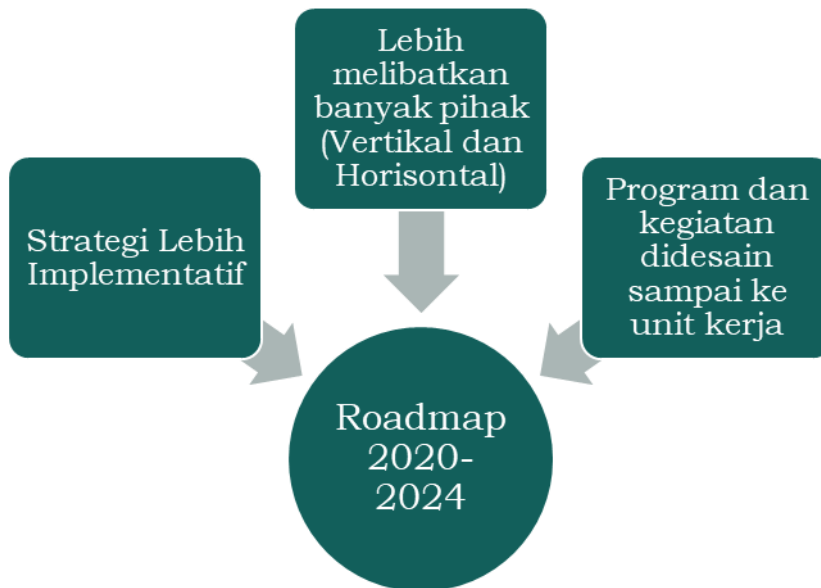 Lebih
melibatkan
banyak pihak
(Vertikal dan
Horisontal)
Strategi Lebih
Implementatif
Program dan
kegiatan
didesain
sampai ke
unit kerja
Roadmap
2020-
2024